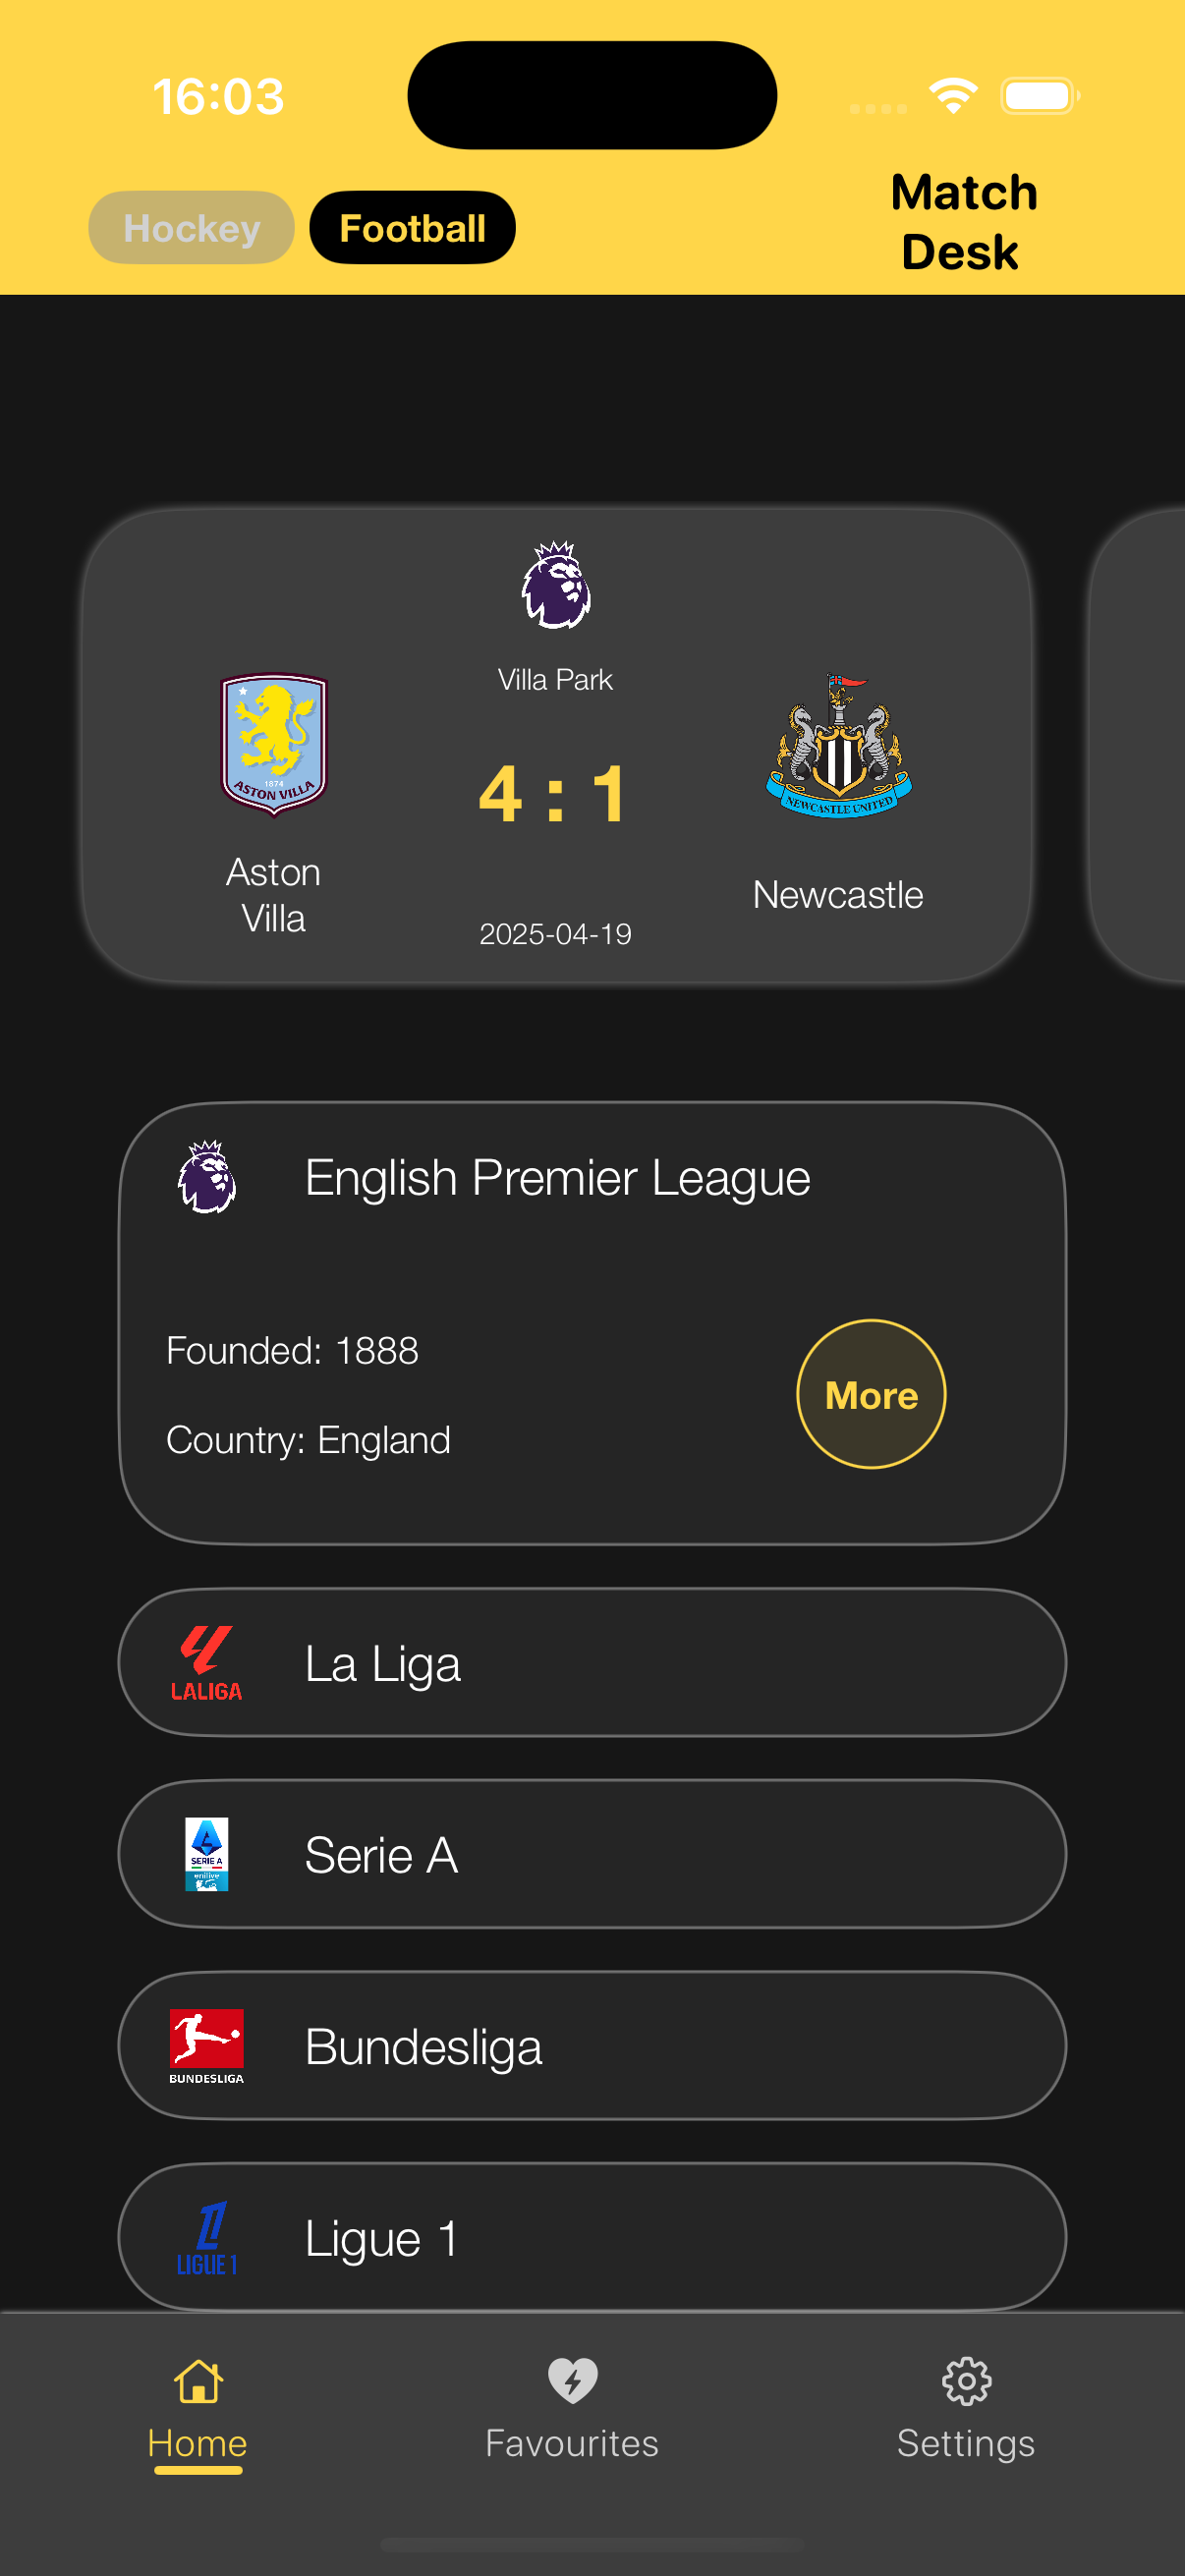 16:03
Hockey
Football
Match
Desk
Villa Park
1874
ASTON VILLA
4 : 1
NEWCASTLE UNITED
Aston
Villa
Newcastle
2025-04-19
English Premier League
Founded: 1888
More
Country: England
LALIGA
La Liga
SERIE A
enilive
Serie A
BUNDESLIGA
Bundesliga
LIGUE 1
Ligue 1
Home
Favourites
Settings